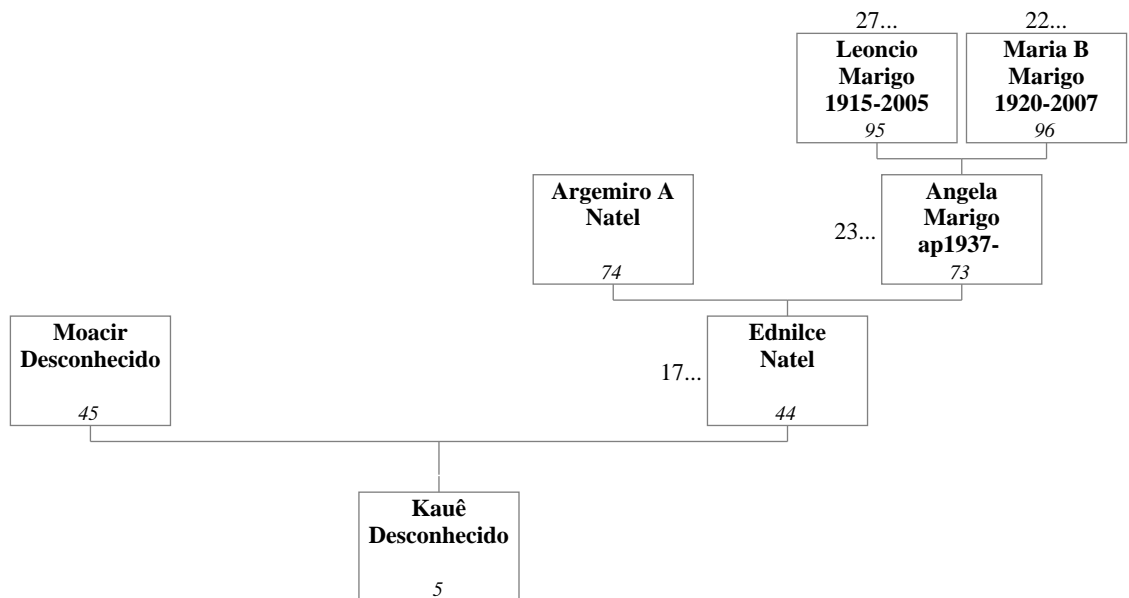 27...
22...
Leoncio
Marigo
1915-2005
95
Maria B
Marigo
1920-2007
96
Argemiro A
Natel
74
23...
Angela
Marigo
ap1937-
73
Moacir
Desconhecido
45
17...
Ednilce
Natel
44
Kauê
Desconhecido
5